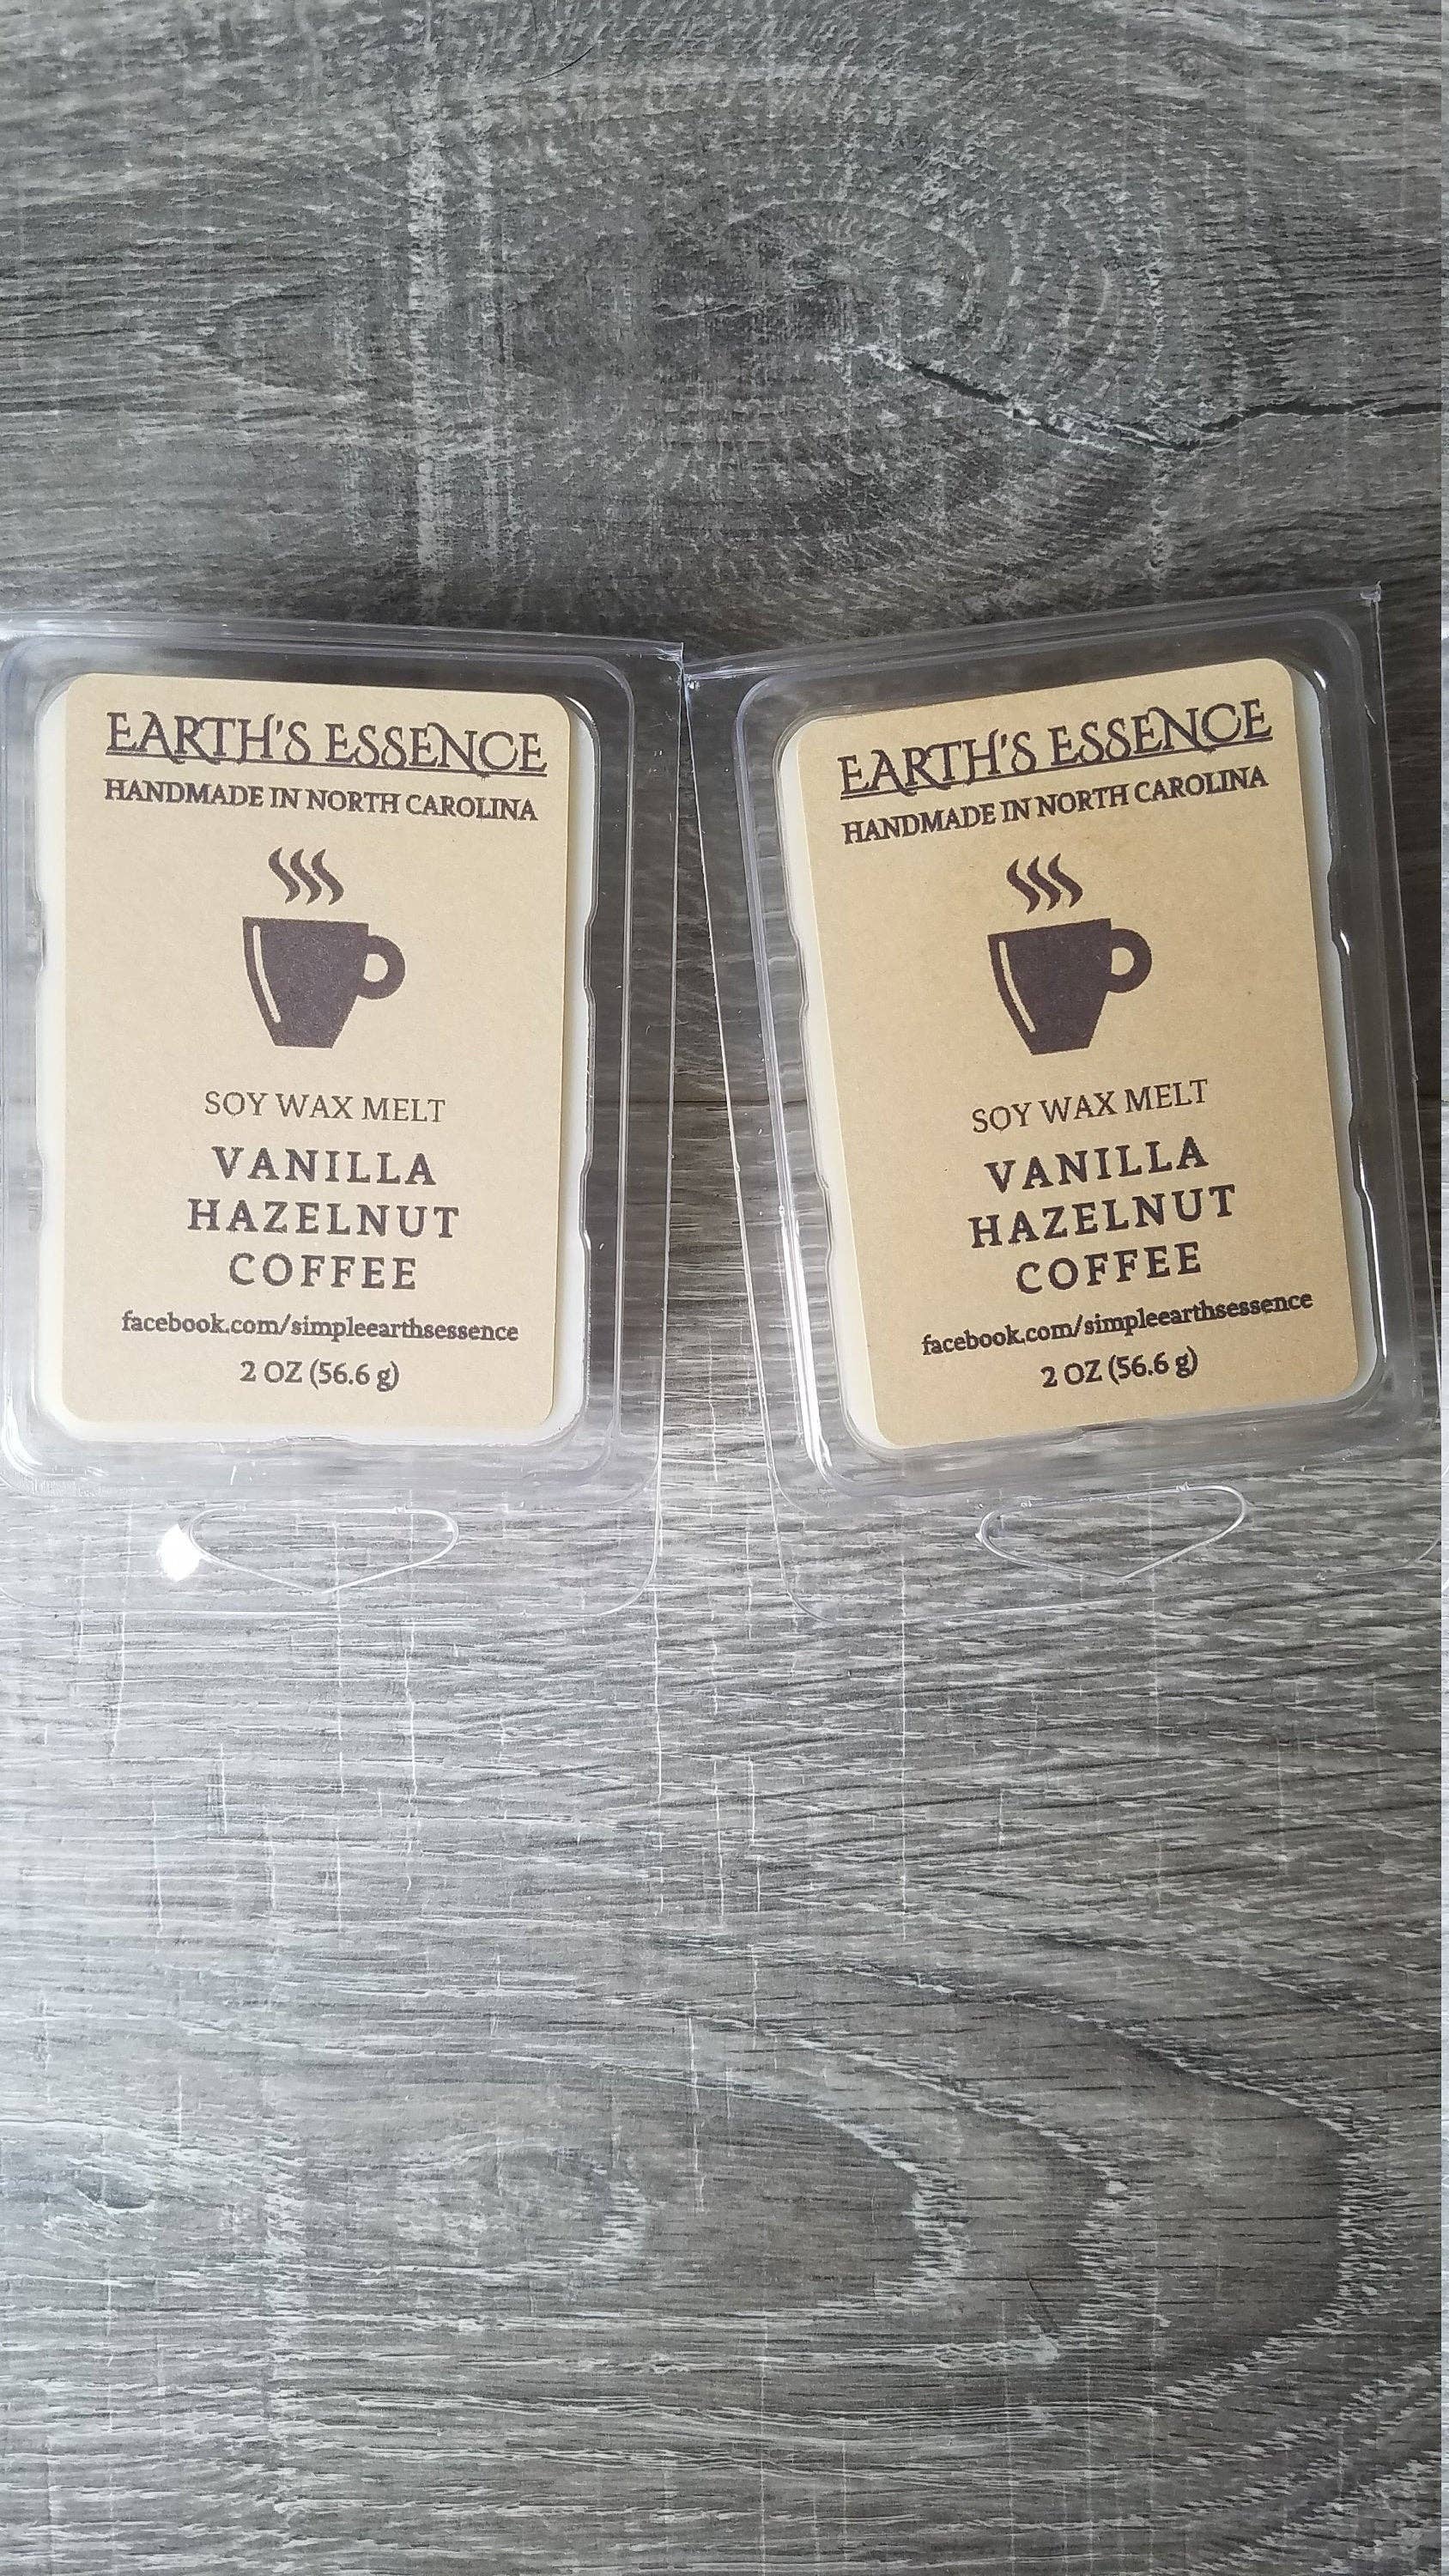 EARTH'S ESSENCE
HANDMADE IN NORTH CAROLINA
SOY WAX MELT
VANILLA
HAZELNUT
COFFEE
facebook.com/simpleearthsessence
2 OZ (56.6 g)
EARTH'S ESSENCE
HANDMADE IN NORTH CAROLINA
SOY WAX MELT
VANILLA
HAZELNUT
COFFEE
facebook.com/simpleearthsessence
2 OZ (56.6 g)